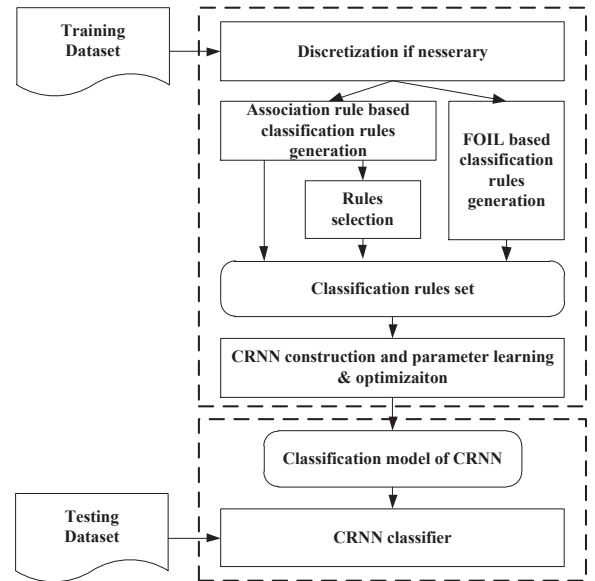 Training
Dataset
Discretization if nesserary
Association rule based
classification rules
generation
FOIL based
classification
rules
generation
Rules
selection
Classification rules set
CRNN construction and parameter learning
& optimizaiton
Classification model of CRNN
Testing
Dataset
CRNN classifier